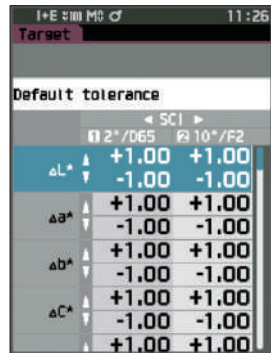 I+E SWW M℃ ♂ 11:26
Target
Default tolerance
◄ SCI ►
1 2°/D65 2 10°/F2
ΔL* ▲ +1.00 +1.00
▼ -1.00 -1.00
Δa* ▲ +1.00 +1.00
▼ -1.00 -1.00
Δb* ▲ +1.00 +1.00
▼ -1.00 -1.00
ΔC* ▲ +1.00 +1.00
▼ -1.00 -1.00
▲ +1.00 +1.00